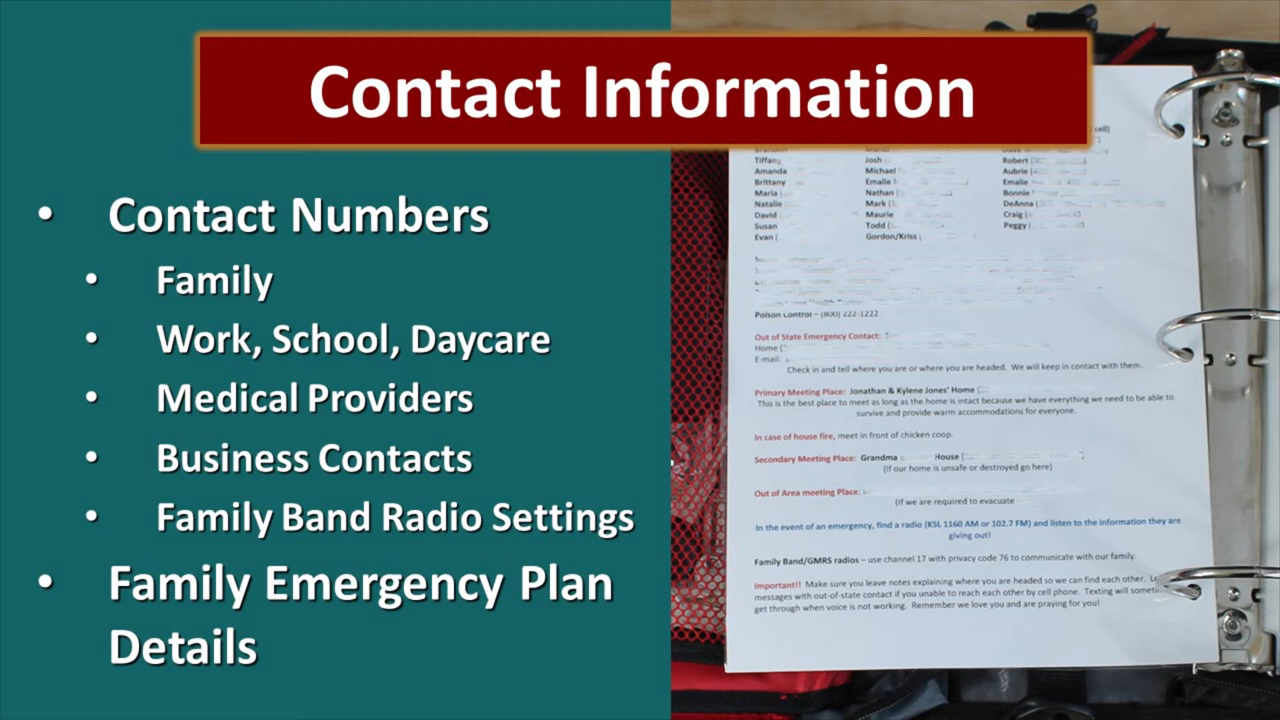 Contact Information
• Contact Numbers
• Family
• Work, School, Daycare
• Medical Providers
• Business Contacts
• Family Band Radio Settings
• Family Emergency Plan
Details
cell)
Tiffany Josh Robert
Amanda Michael Aubrie
Brittany Emalie Emalie
Maria Nathan Bonnie
Natalie Mark DeAnna
David Maurie Craig
Susan Todd Peggy
Evan Gordon/Kriss
Poison Control – (800) 222-1222
Out of State Emergency Contact:
Home
E-mail:
Check in and tell where you are or where you are headed. We will keep in contact with them.
Primary Meeting Place: Jonathan & Kylene Jones' Home
This is the best place to meet as long as the home is intact because we have everything we need to be able to
survive and provide warm accommodations for everyone.
In case of house fire, meet in front of chicken coop.
Secondary Meeting Place: Grandma House
(If our home is unsafe or destroyed go here)
Out of Area meeting Place:
(If we are required to evacuate
In the event of an emergency, find a radio (KSL 1160 AM or 102.7 FM) and listen to the information they are
giving out!
Family Band/GMRS radios – use channel 17 with privacy code 76 to communicate with our family.
Important!! Make sure you leave notes explaining where you are headed so we can find each other.
messages with out-of-state contact if you unable to reach each other by cell phone. Texting will
get through when voice is not working. Remember we love you and are praying for you!